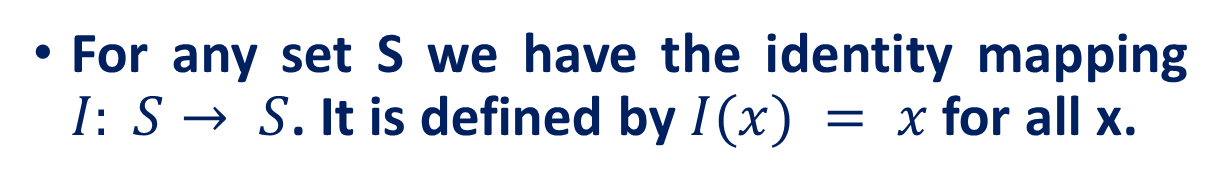 • For any set S we have the identity mapping
𝐼: 𝑆 → 𝑆. It is defined by 𝐼(𝑥) = 𝑥 for all x.